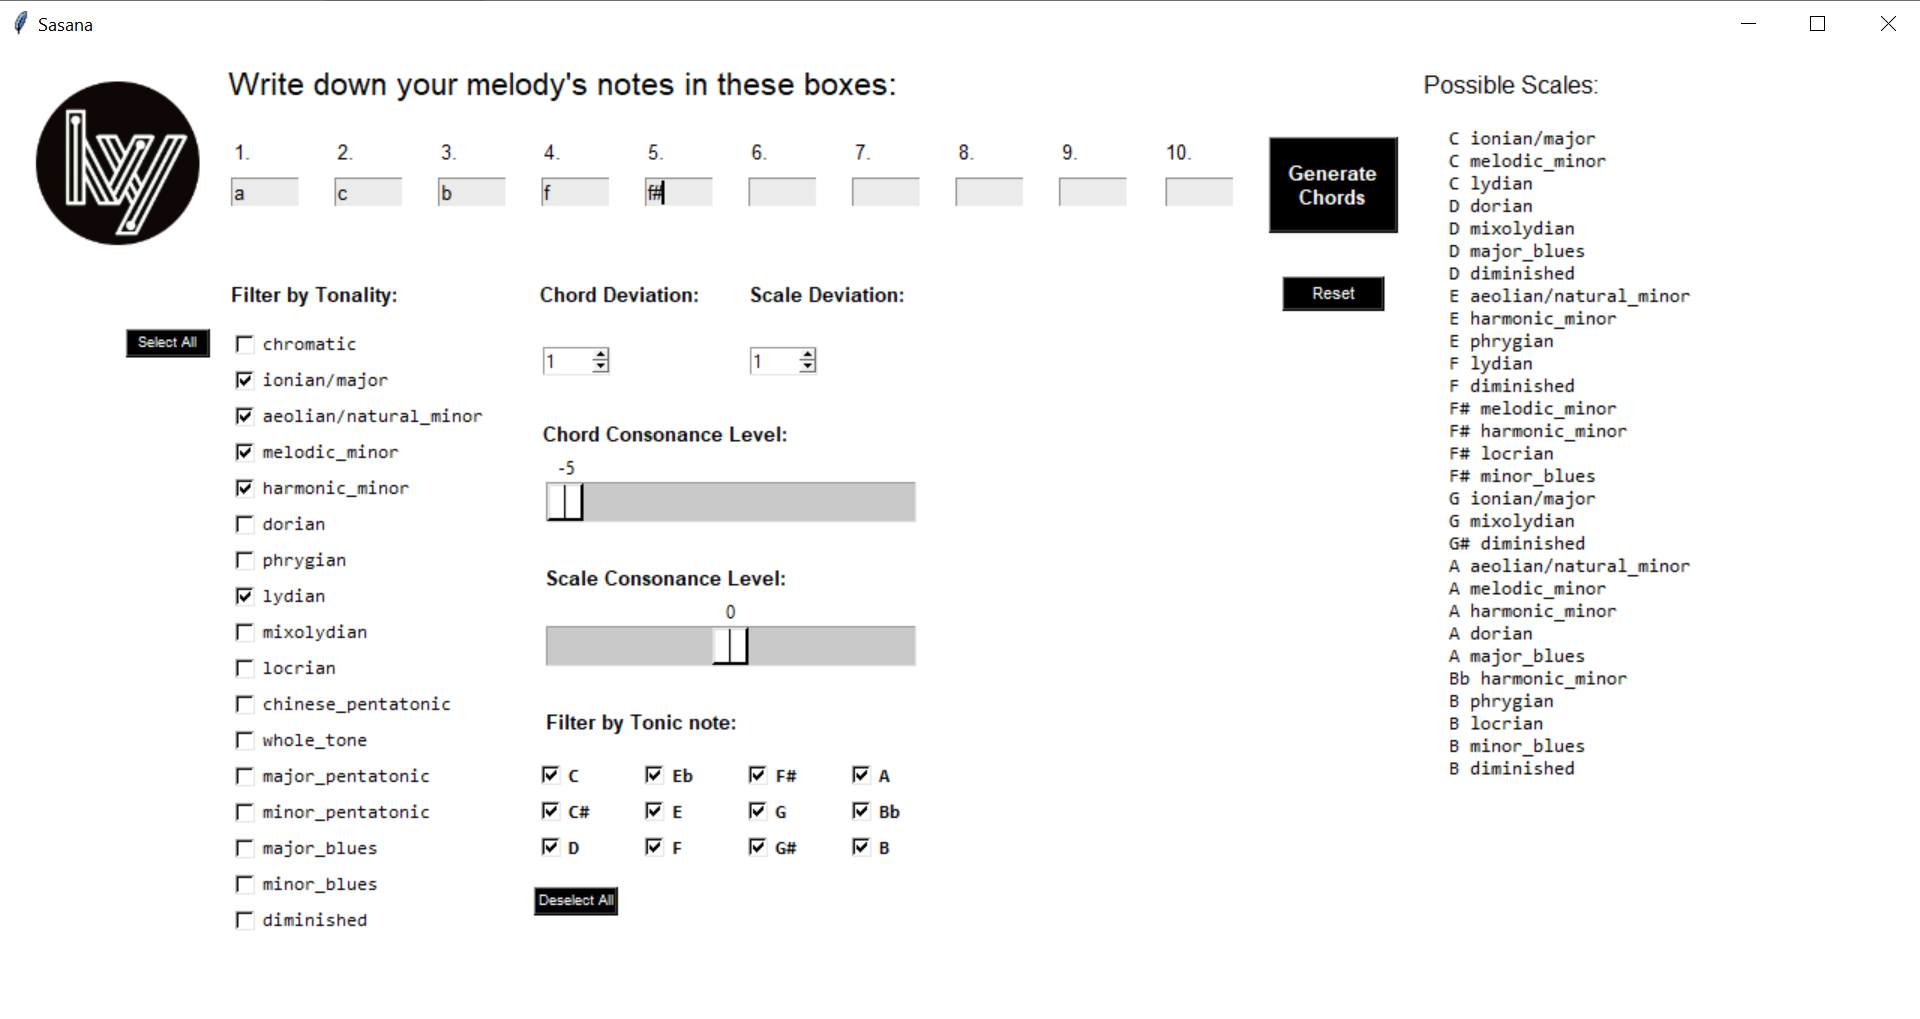 Sasana
Write down your melody's notes in these boxes:
Possible Scales:
ly
1. 2. 3. 4. 5. 6. 7. 8. 9. 10.
a c b f f#
Generate
Chords
Reset
Filter by Tonality:
Select All
chromatic
ionian/major
aeolian/natural_minor
melodic_minor
harmonic_minor
dorian
phrygian
lydian
mixolydian
locrian
chinese_pentatonic
whole_tone
major_pentatonic
minor_pentatonic
major_blues
minor_blues
diminished
Chord Deviation: Scale Deviation:
1 1
Chord Consonance Level:
-5
Scale Consonance Level:
0
Filter by Tonic note:
C Eb F# A
C# E G Bb
D F G# B
Deselect All
C ionian/major
C melodic_minor
C lydian
D dorian
D mixolydian
D major_blues
D diminished
E aeolian/natural_minor
E harmonic_minor
E phrygian
F lydian
F diminished
F# melodic_minor
F# harmonic_minor
F# locrian
F# minor_blues
G ionian/major
G mixolydian
G# diminished
A aeolian/natural_minor
A melodic_minor
A harmonic_minor
A dorian
A major_blues
Bb harmonic_minor
B phrygian
B locrian
B minor_blues
B diminished